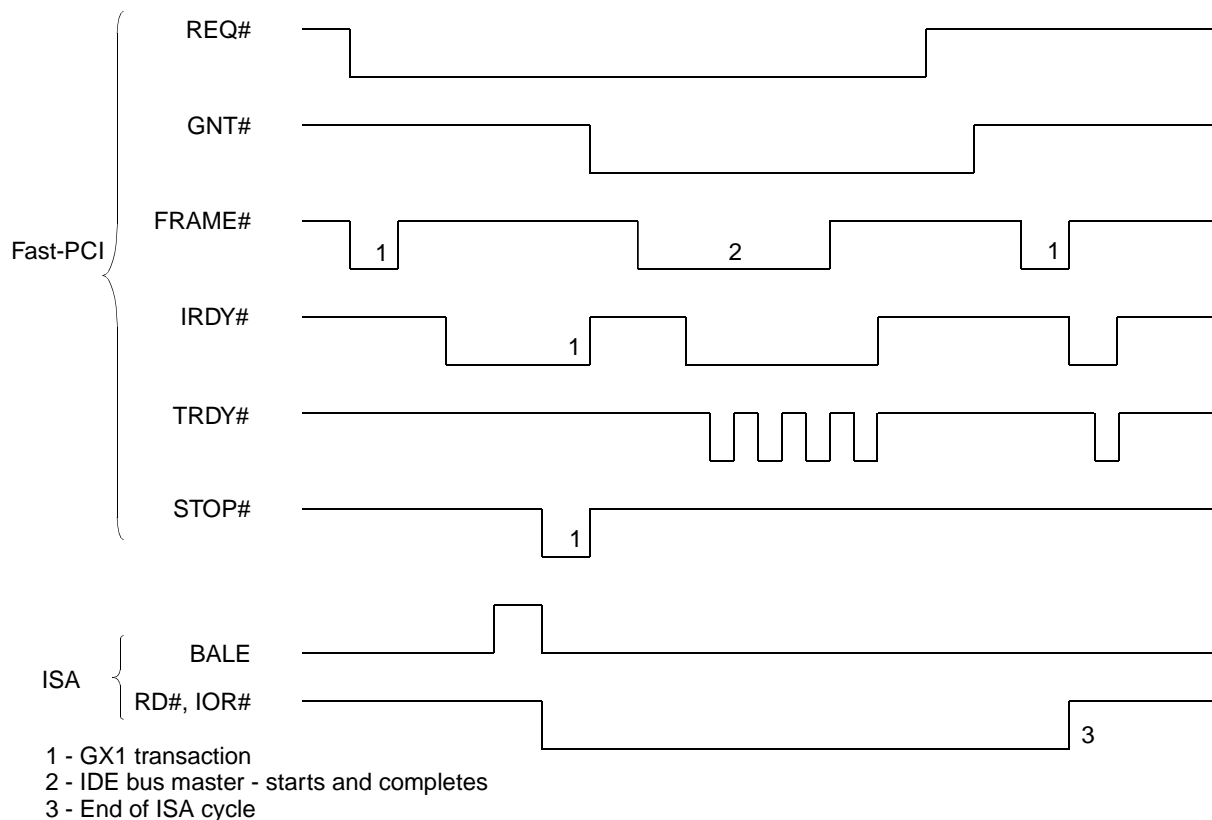 REQ#
GNT#
FRAME#
1
2
1
Fast-PCI
IRDY#
1
TRDY#
STOP#
1
BALE
ISA
RD#, IOR#
3
1 - GX1 transaction
2 - IDE bus master - starts and completes
3 - End of ISA cycle